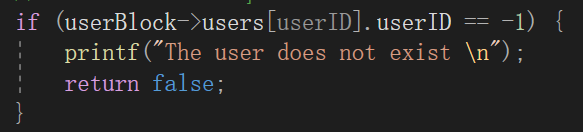 if (userBlock->users[userID].userID == -1) {
    printf("The user does not exist \n");
    return false;
}